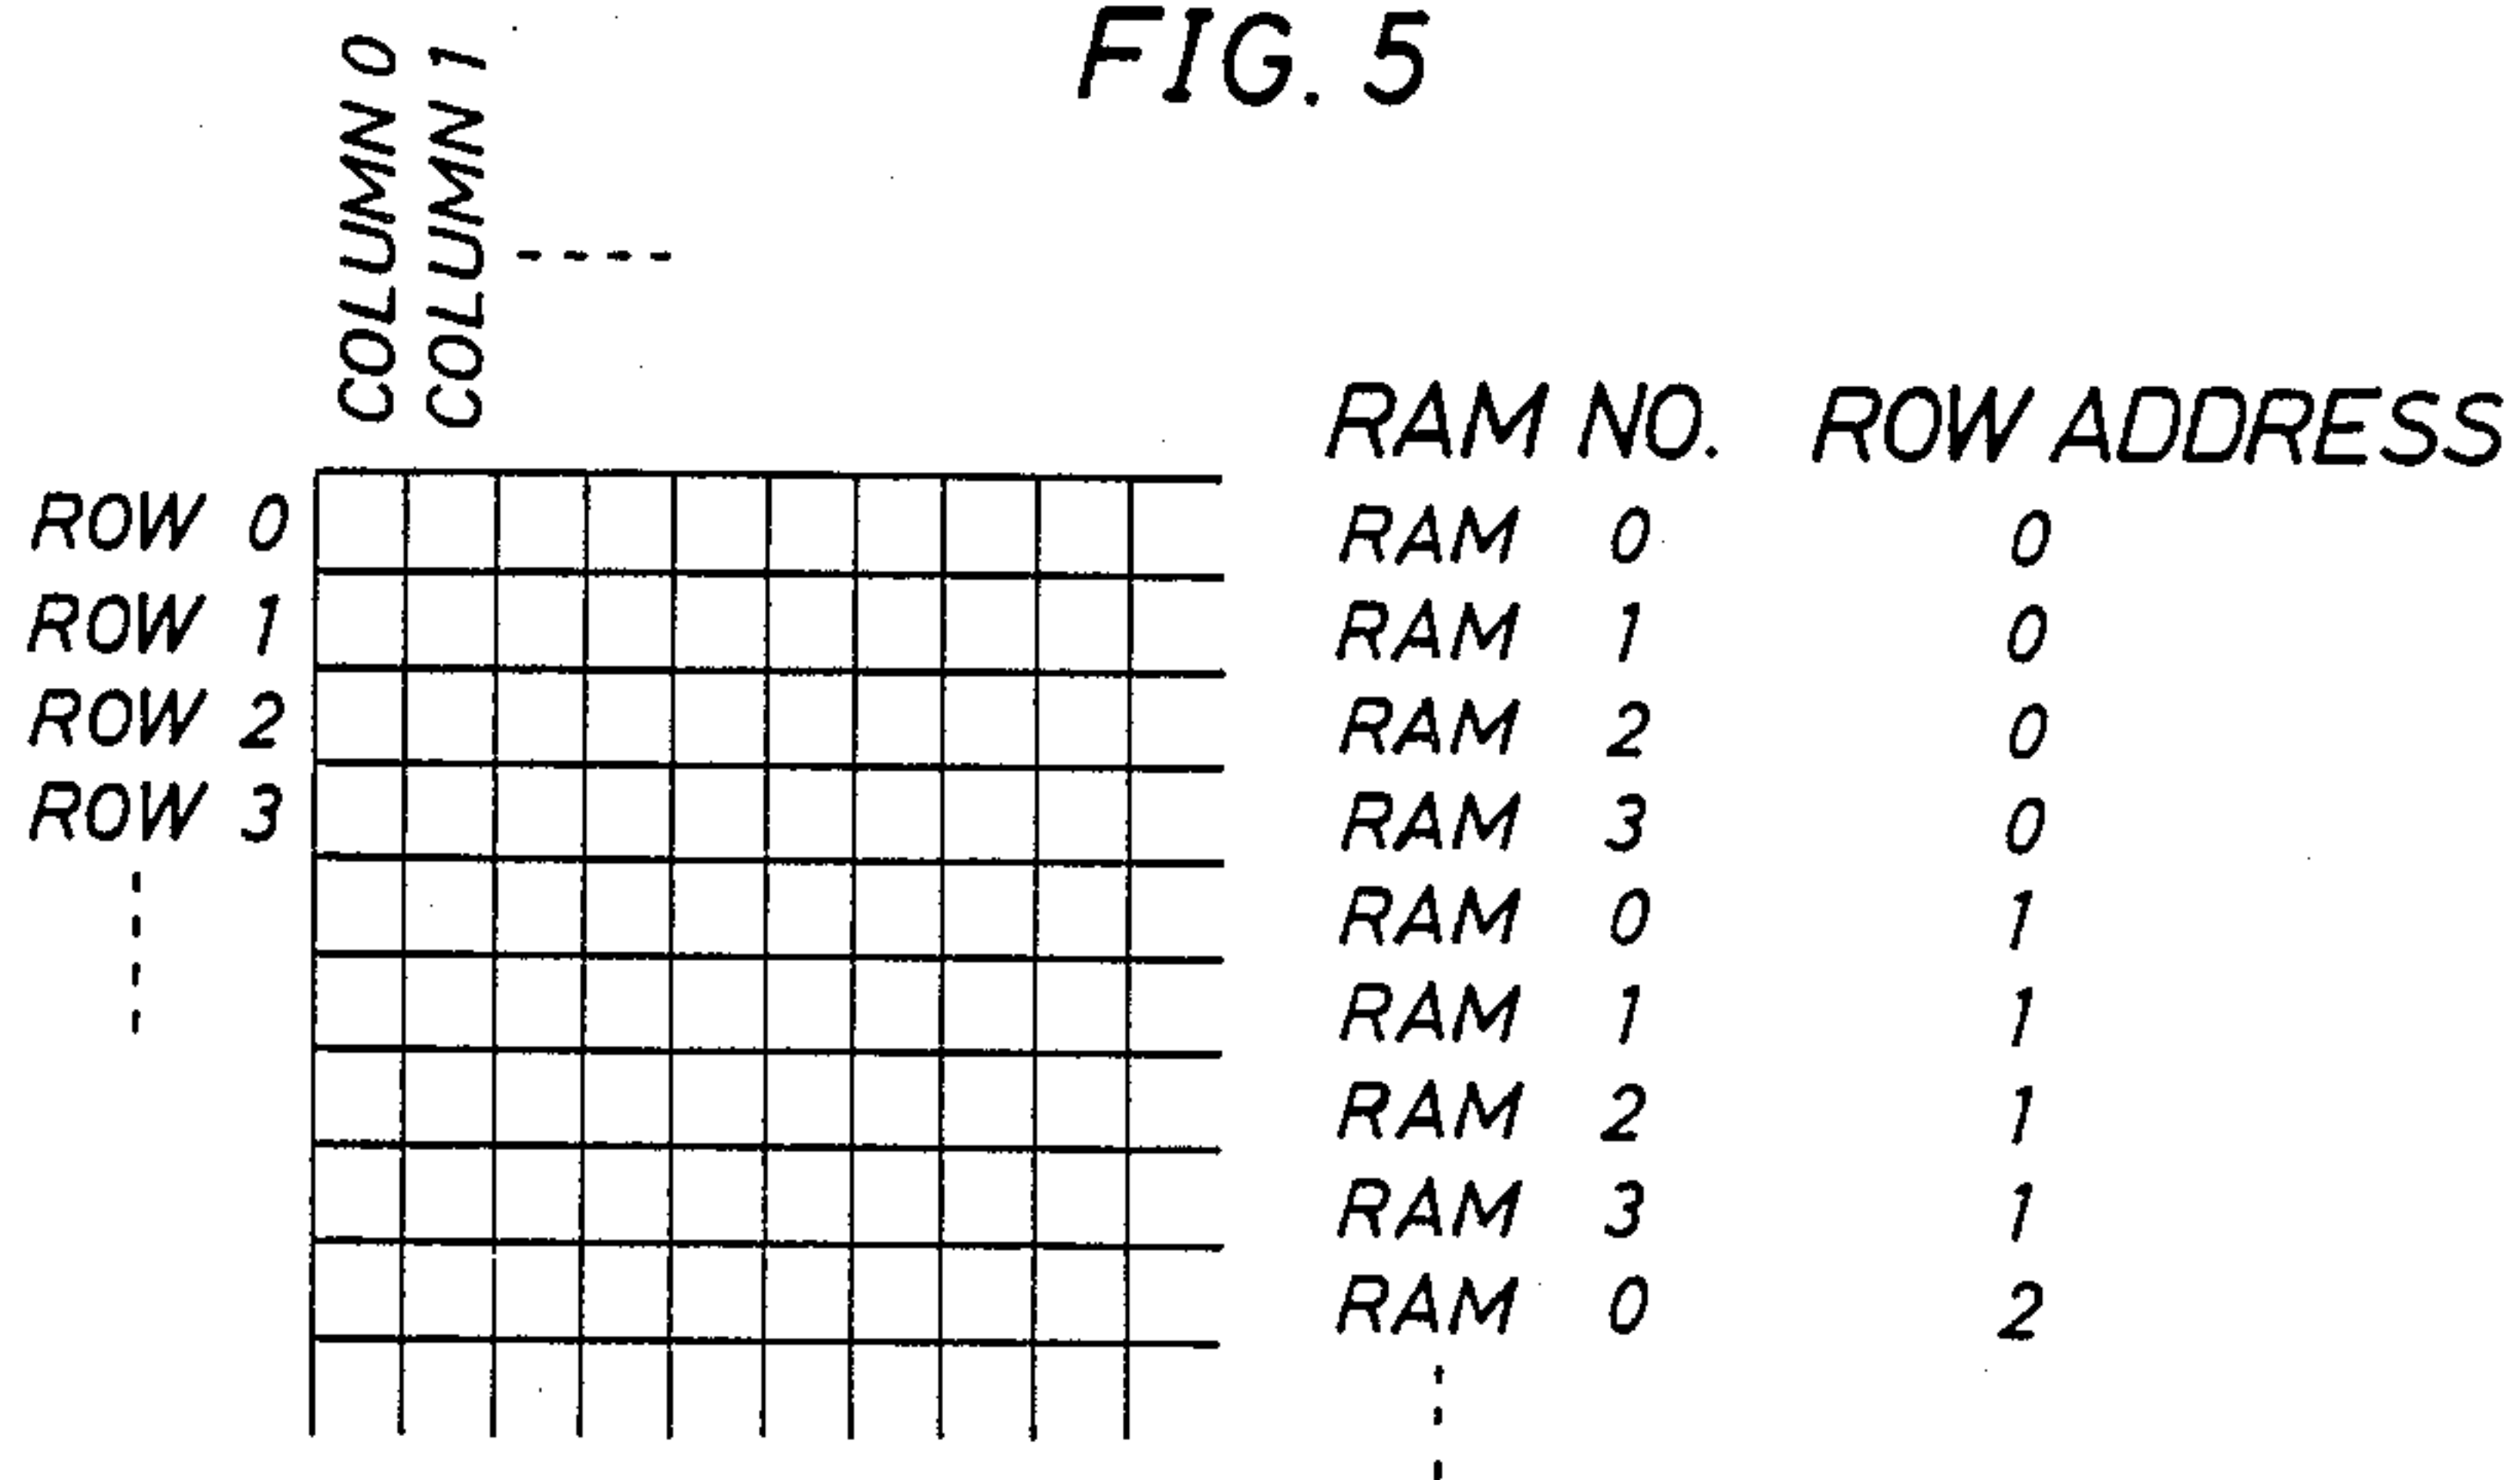 FIG. 5
COLUMN 0
COLUMN 1
RAM NO. ROW ADDRESS
ROW 0 RAM 0 0
ROW 1 RAM 1 0
ROW 2 RAM 2 0
ROW 3 RAM 3 0
RAM 0 1
RAM 1 1
RAM 2 1
RAM 3 1
RAM 0 2